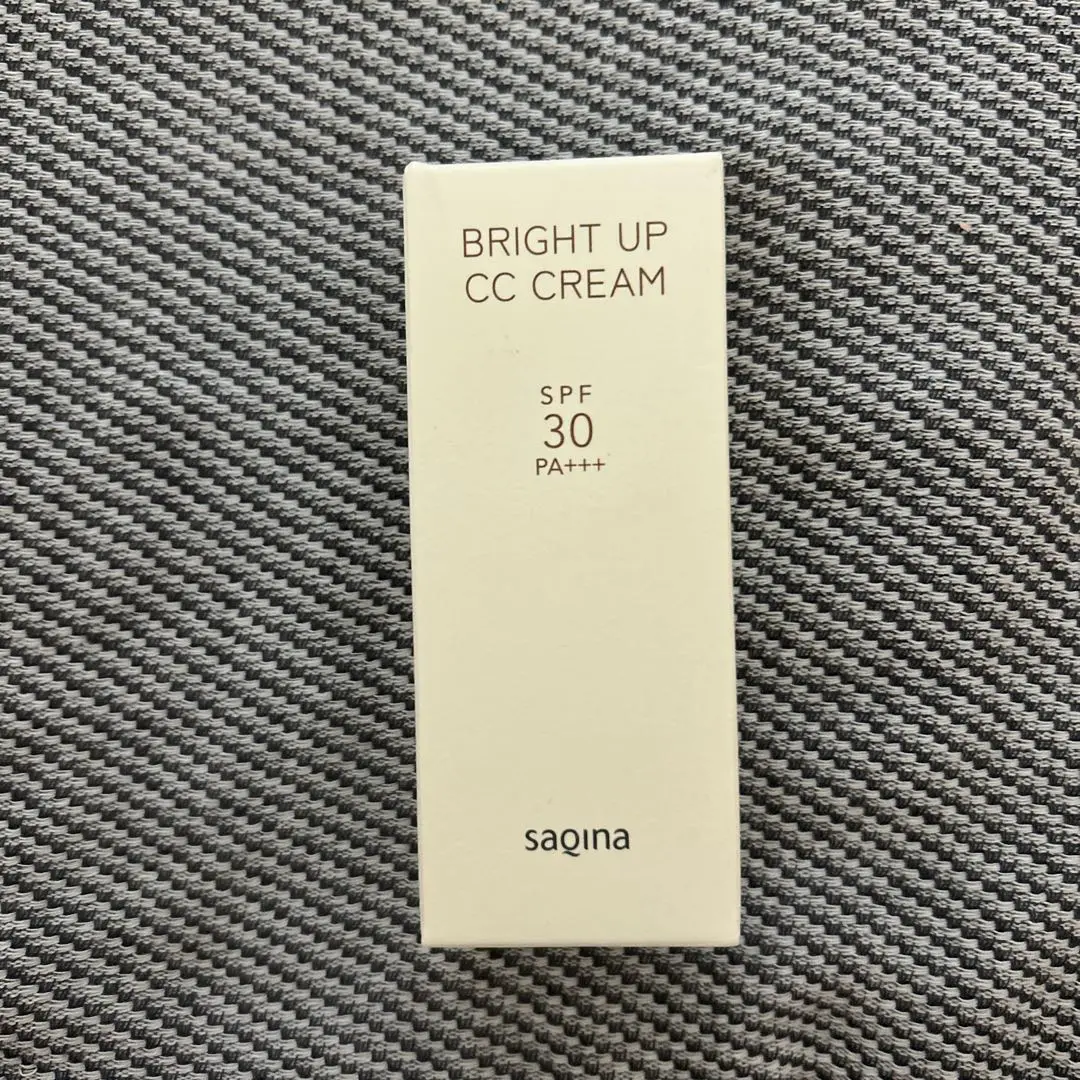 BRIGHT UP
CC CREAM
SPF
30
PA+++
saQina